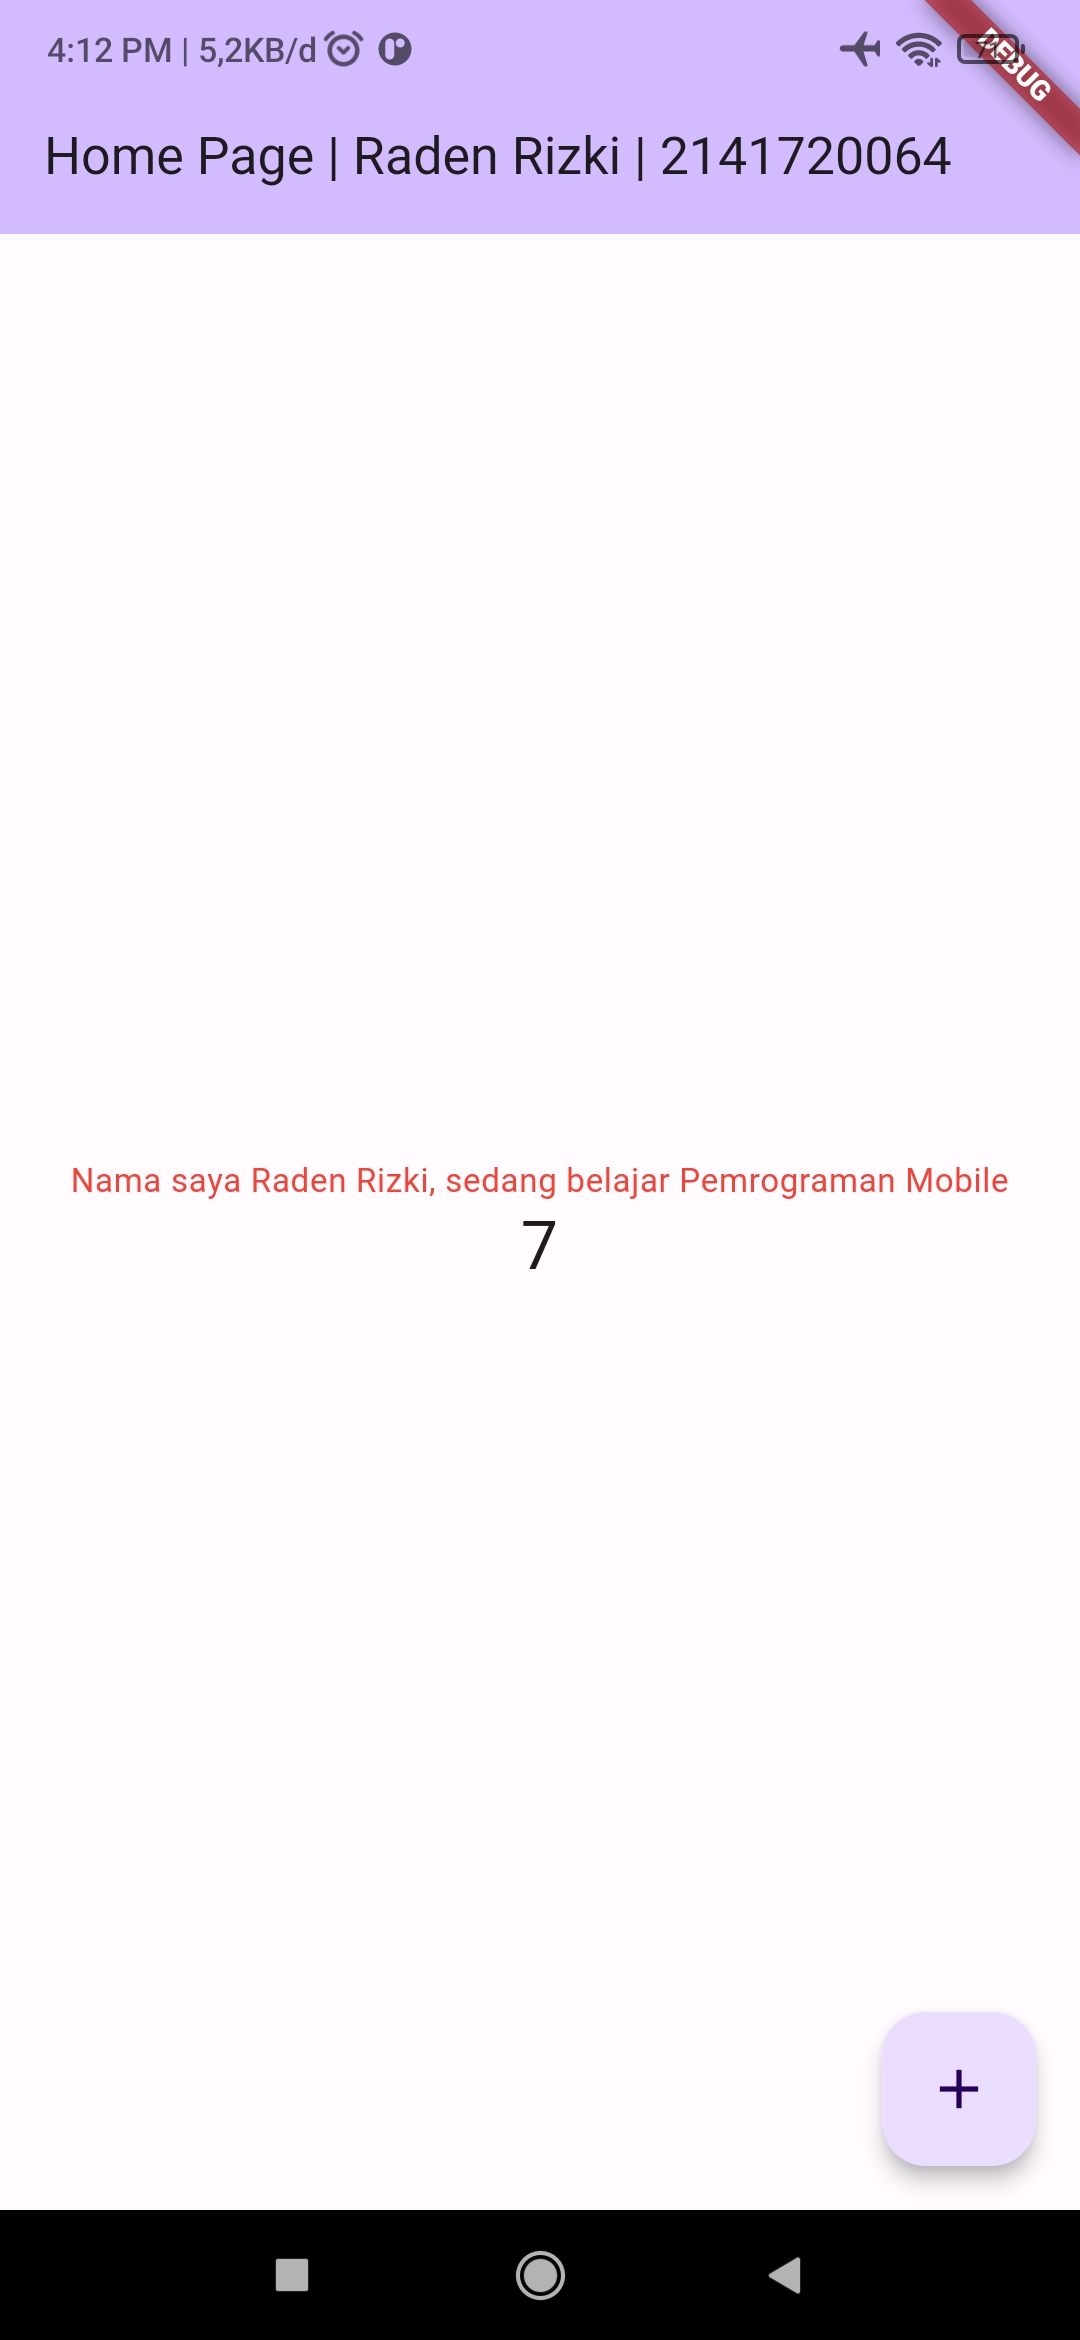 4:12 PM | 5,2KB/d
DEBUG
Home Page | Raden Rizki | 2141720064
Nama saya Raden Rizki, sedang belajar Pemrograman Mobile
7